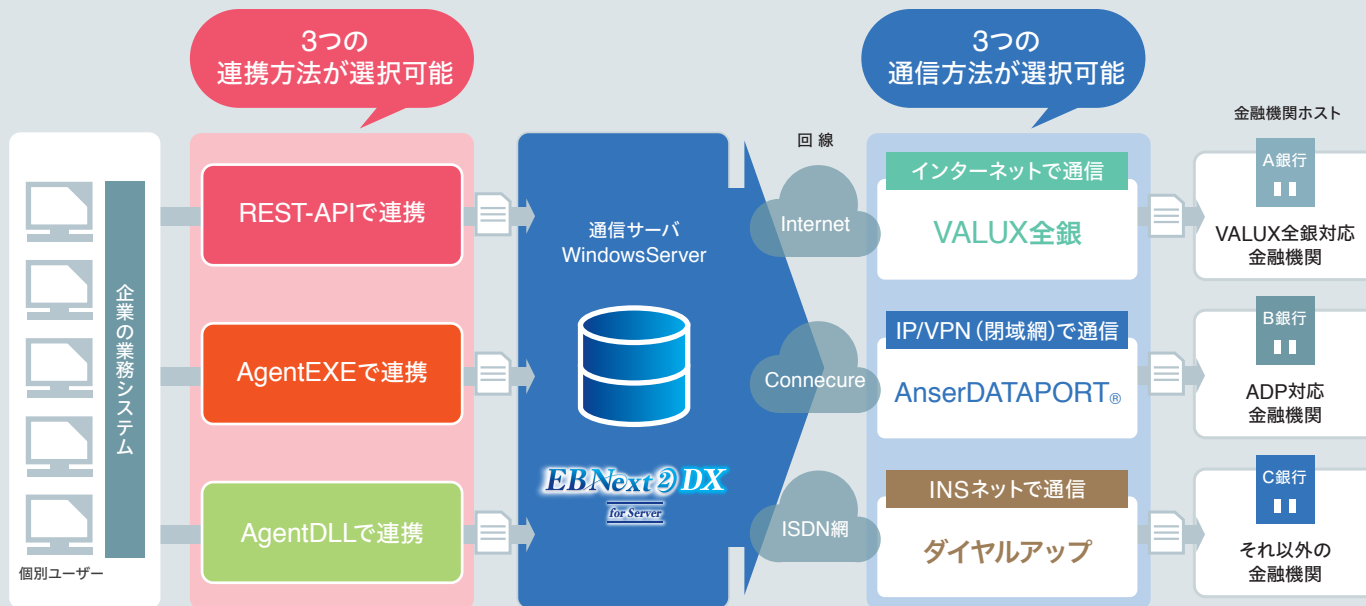 3つの
連携方法が選択可能
3つの
通信方法が選択可能
個別ユーザー
企業の業務システム
REST-APIで連携
AgentEXEで連携
AgentDLLで連携
通信サーバ
WindowsServer
EBNext 2 DX
for Server
回線
Internet
Connecure
ISDN網
インターネットで通信
VALUX全銀
IP/VPN（閉域網）で通信
AnserDATAPORT®
INSネットで通信
ダイヤルアップ
金融機関ホスト
A銀行
VALUX全銀対応
金融機関
B銀行
ADP対応
金融機関
C銀行
それ以外の
金融機関